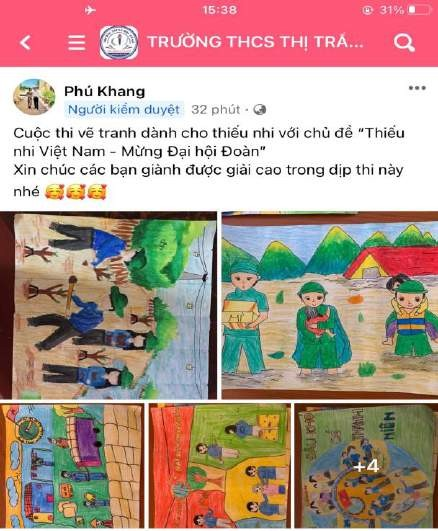 15:38
31%
TRƯỜNG THCS THỊ TRẤ...
Phú Khang
Người kiểm duyệt 32 phút ·
Cuộc thi vẽ tranh dành cho thiếu nhi với chủ đề "Thiếu
nhi Việt Nam - Mừng Đại hội Đoàn"
Xin chúc các bạn giành được giải cao trong dịp thi này
nhé 🥰🥰🥰
+4